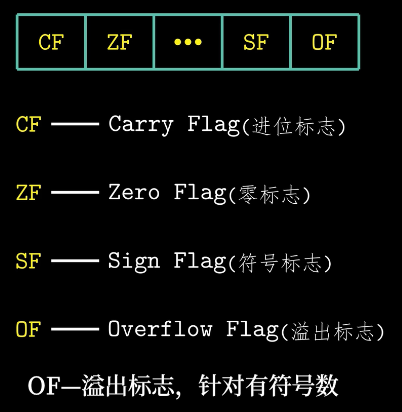 CF ZF ••• SF OF
CF — Carry Flag(进位标志)
ZF — Zero Flag(零标志)
SF — Sign Flag(符号标志)
OF — Overflow Flag(溢出标志)
OF—溢出标志，针对有符号数